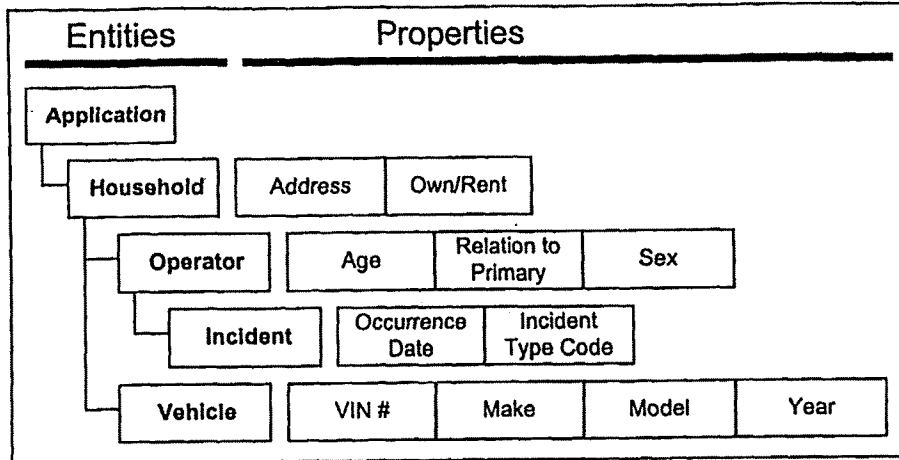 Entities Properties
Application
Household Address Own/Rent
Operator Age Relation to Primary Sex
Incident Occurrence Date Incident Type Code
Vehicle VIN # Make Model Year